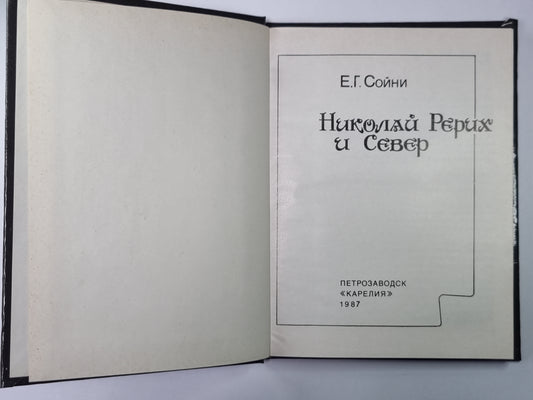 Е.Г. Сойни
Николай Рерих
и Север
ПЕТРОЗАВОДСК
«КАРЕЛИЯ»
1987